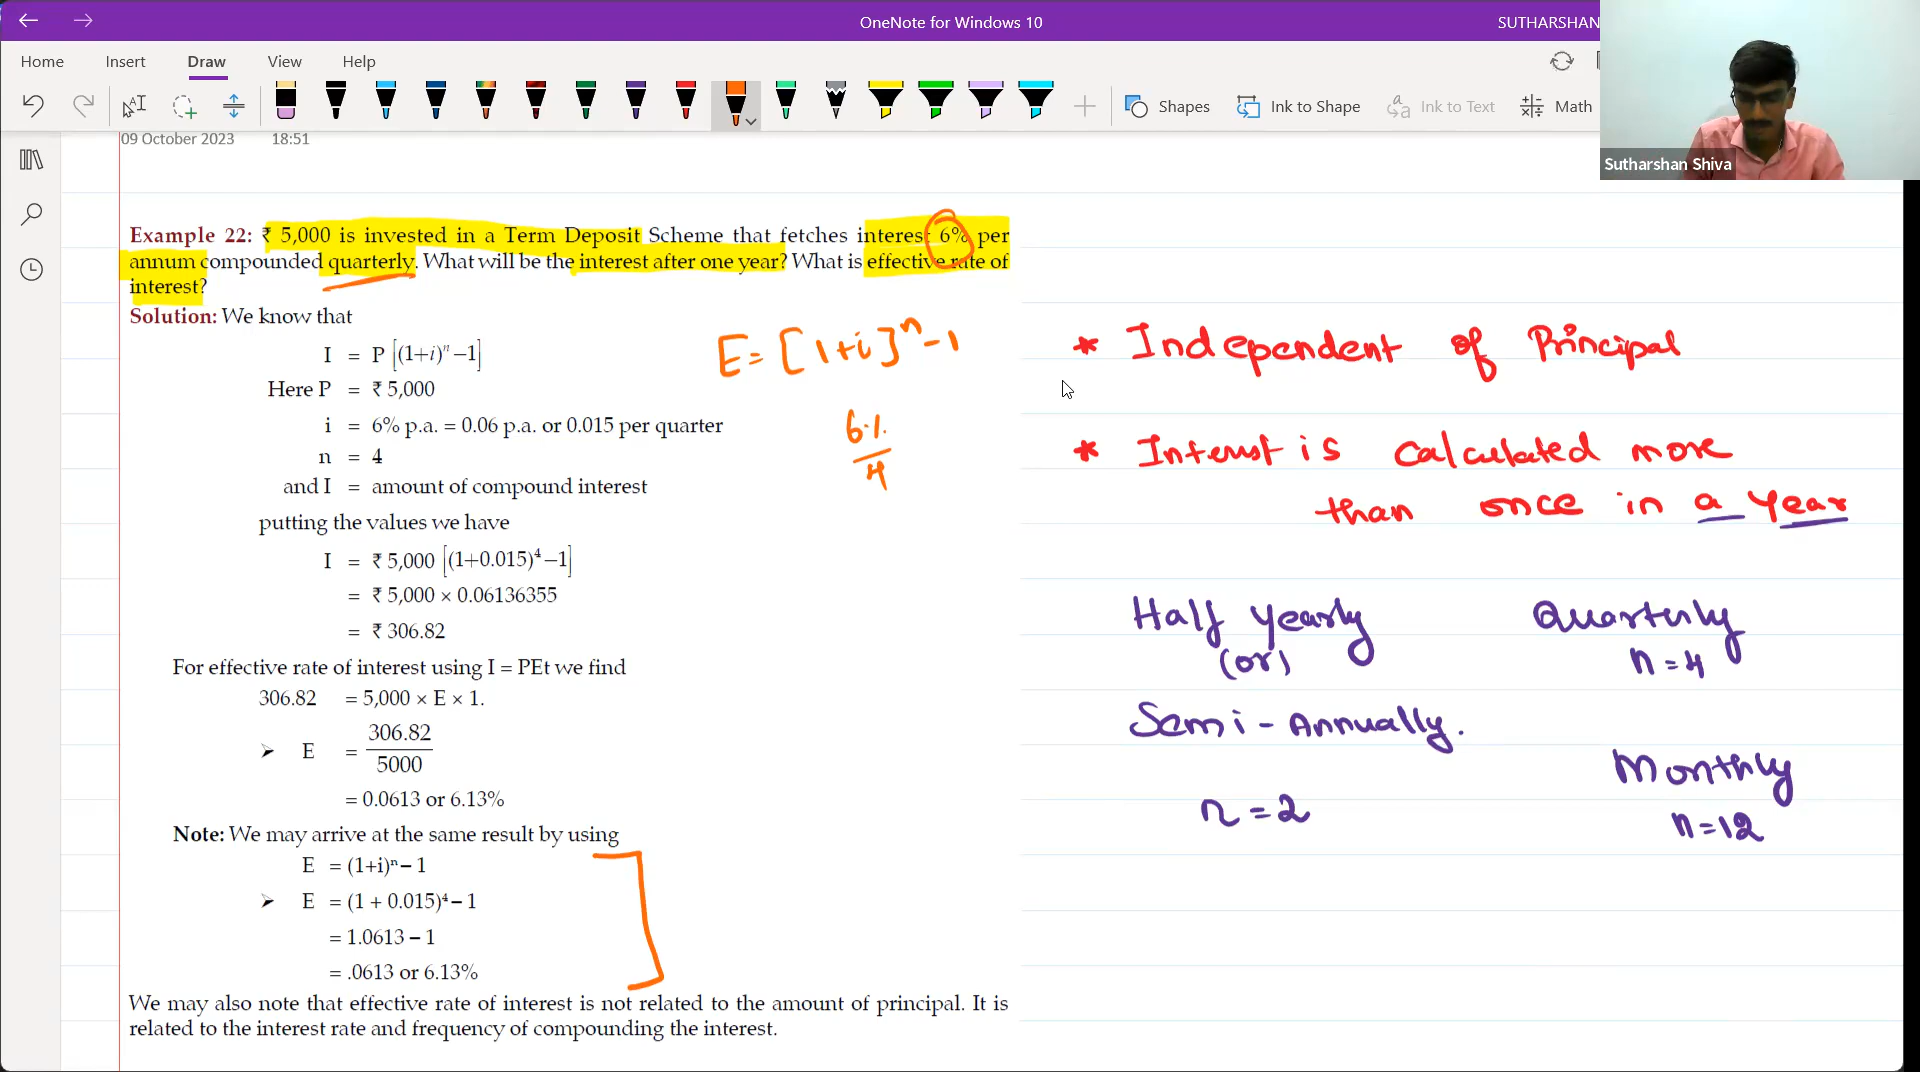 OneNote for Windows 10
SUTHARSHAN
Home Insert Draw View Help
Shapes Ink to Shape Ink to Text Math
Sutharshan Shiva
09 October 2023 18:51
Example 22: ₹ 5,000 is invested in a Term Deposit Scheme that fetches interest 6% per
annum compounded quarterly. What will be the interest after one year? What is effective rate of
interest?
Solution: We know that
I = P [(1+i)ⁿ −1]
Here P = ₹ 5,000
i = 6% p.a. = 0.06 p.a. or 0.015 per quarter
n = 4
and I = amount of compound interest
putting the values we have
I = ₹ 5,000 [(1+0.015)⁴ −1]
= ₹ 5,000 × 0.06136355
= ₹ 306.82
For effective rate of interest using I = PEt we find
306.82 = 5,000 × E × 1.
➤ E = 306.82
5000
= 0.0613 or 6.13%
Note: We may arrive at the same result by using
E = (1+i)ⁿ – 1
➤ E = (1 + 0.015)⁴ – 1
= 1.0613 – 1
= .0613 or 6.13%
We may also note that effective rate of interest is not related to the amount of principal. It is
related to the interest rate and frequency of compounding the interest.
E = [1+i]ⁿ - 1
6%
4
* Independent of Principal
* Interest is calculated more
than once in a year
Half yearly
(or)
Semi - Annually.
n = 2
Quarterly
n = 4
Monthly
n = 12